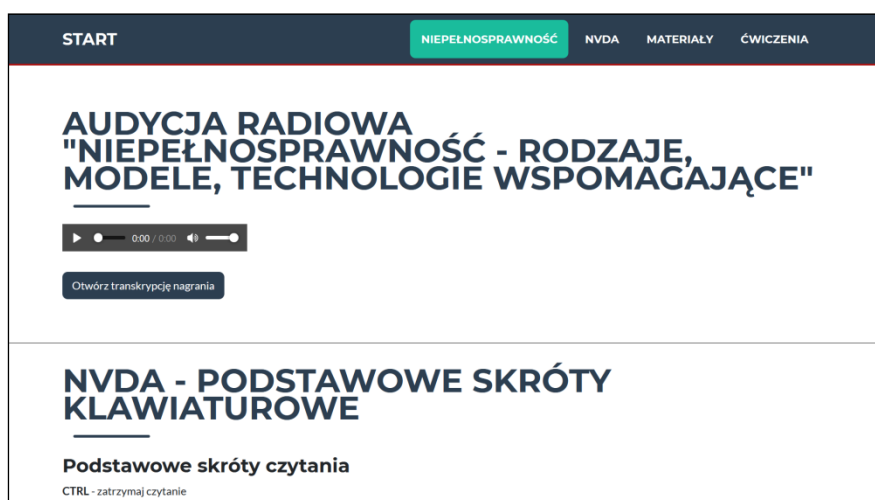 START NIEPEŁNOSPRAWNOŚĆ NVDA MATERIAŁY ĆWICZENIA
AUDYCJA RADIOWA
"NIEPEŁNOSPRAWNOŚĆ - RODZAJE,
MODELE, TECHNOLOGIE WSPOMAGAJĄCE"
0:00 / 0:00
Otwórz transkrypcję nagrania
NVDA - PODSTAWOWE SKRÓTY
KLAWIATUROWE
Podstawowe skróty czytania
CTRL - zatrzymaj czytanie